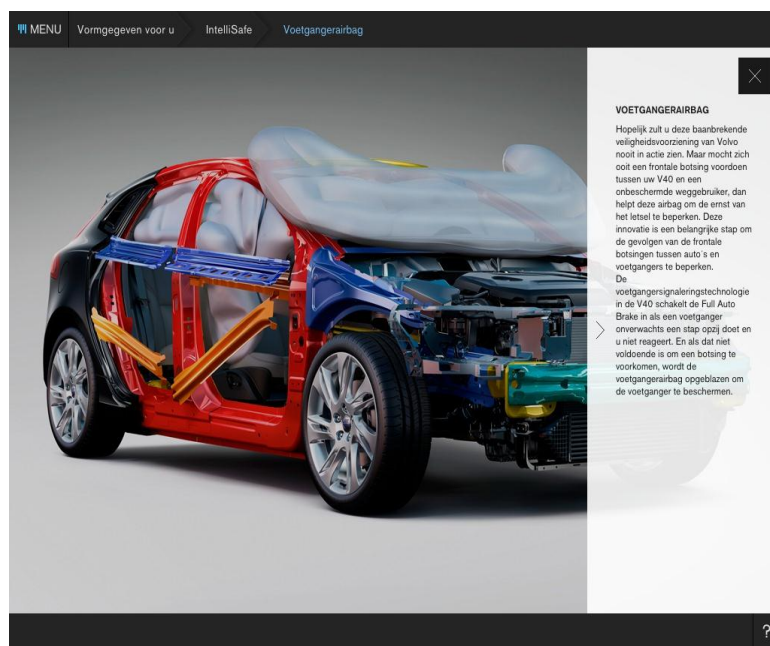 MENU
Vormgegeven voor u
IntelliSafe
Voetgangerairbag
VOETGANGERAIRBAG
Hopelijk zult u deze baanbrekende
veiligheidsvoorziening van Volvo
nooit in actie zien. Maar mocht zich
ooit een frontale botsing voordoen
tussen uw V40 en een
onbeschermde weggebruiker, dan
helpt deze airbag om de ernst van
het letsel te beperken. Deze
innovatie is een belangrijke stap om
de gevolgen van de frontale
botsingen tussen auto´s en
voetgangers te beperken.
De
voetgangersignaleringstechnologie
in de V40 schakelt de Full Auto
Brake in als een voetganger
onverwachts een stap opzij doet en
u niet reageert. En als dat niet
voldoende is om een botsing te
voorkomen, wordt de
voetgangerairbag opgeblazen om
de voetganger te beschermen.
?